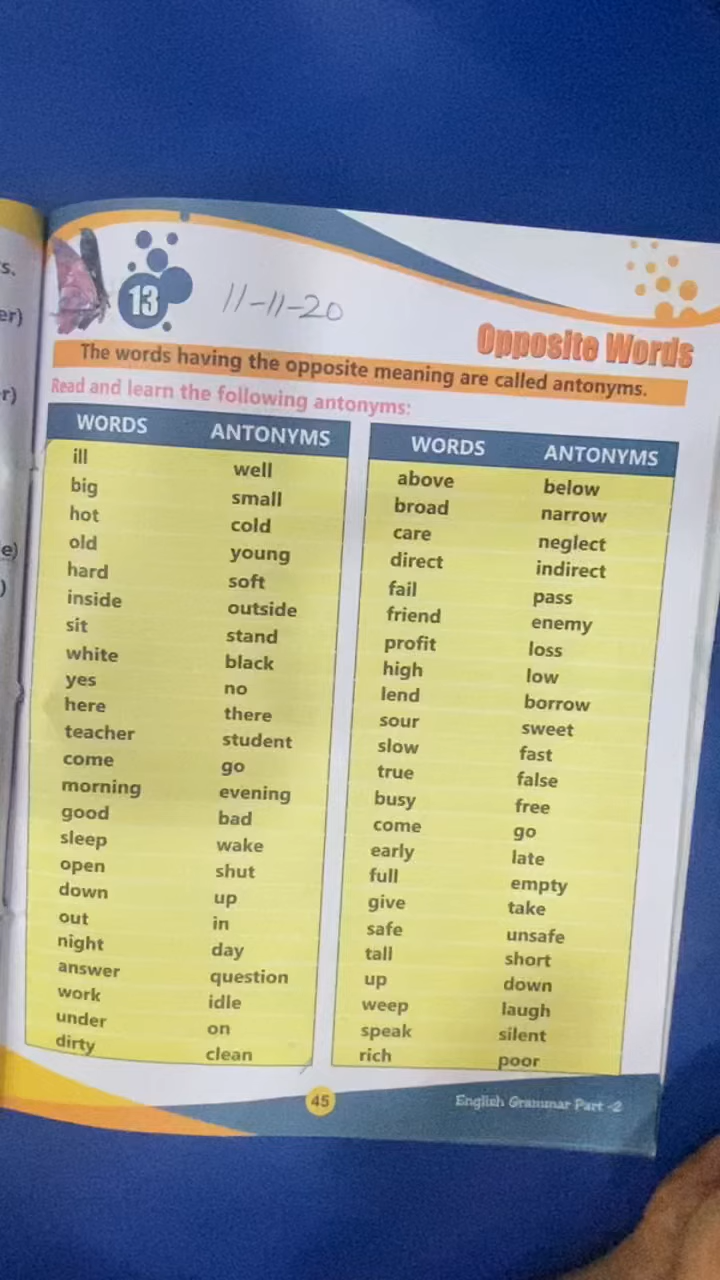 s.
er)
r)
e)
)
13
11-11-20
Opposite Words
The words having the opposite meaning are called antonyms.
Read and learn the following antonyms:
WORDS ANTONYMS
ill well
big small
hot cold
old young
hard soft
inside outside
sit stand
white black
yes no
here there
teacher student
come go
morning evening
good bad
sleep wake
open shut
down up
out in
night day
answer question
work idle
under on
dirty clean
WORDS ANTONYMS
above below
broad narrow
care neglect
direct indirect
fail pass
friend enemy
profit loss
high low
lend borrow
sour sweet
slow fast
true false
busy free
come go
early late
full empty
give take
safe unsafe
tall short
up down
weep laugh
speak silent
rich poor
45
English Grammar Part -2